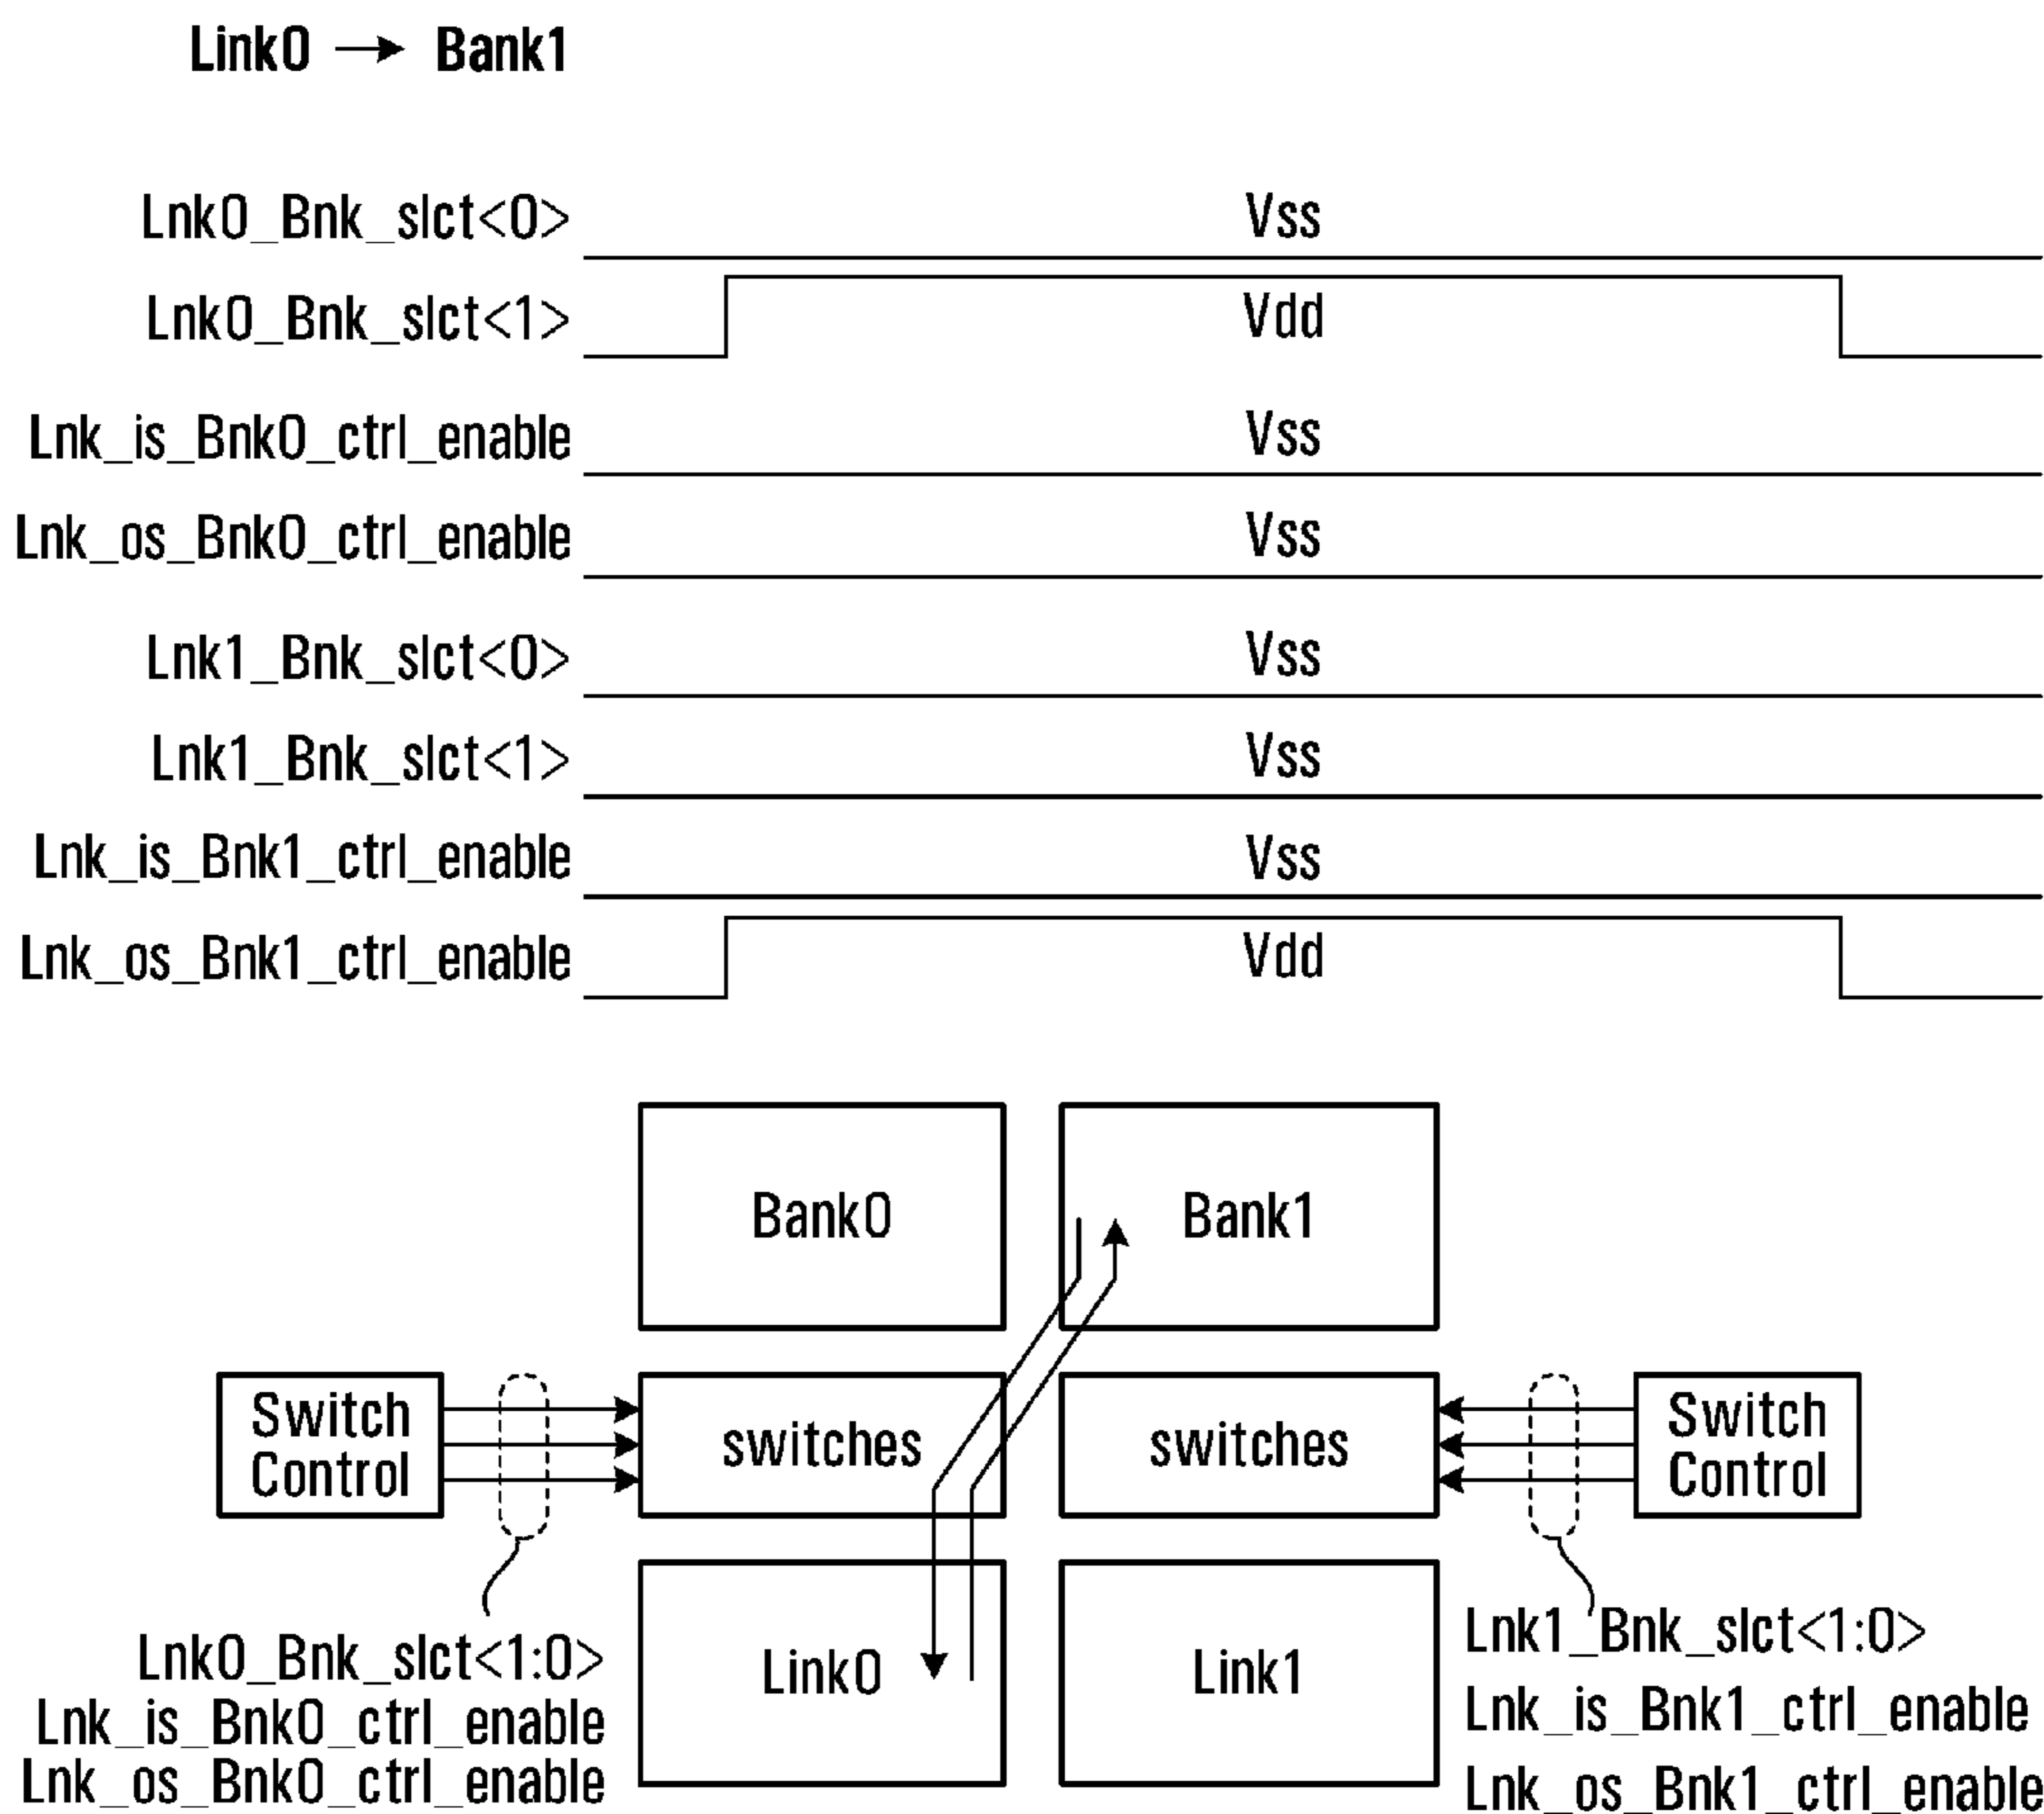 Link0 → Bank1
Lnk0_Bnk_slct<0>
Vss
Lnk0_Bnk_slct<1>
Vdd
Lnk_is_Bnk0_ctrl_enable
Vss
Lnk_os_Bnk0_ctrl_enable
Vss
Lnk1_Bnk_slct<0>
Vss
Lnk1_Bnk_slct<1>
Vss
Lnk_is_Bnk1_ctrl_enable
Vss
Lnk_os_Bnk1_ctrl_enable
Vdd
Bank0
Bank1
Switch
Control
switches
switches
Switch
Control
Lnk0_Bnk_slct<1:0>
Lnk_is_Bnk0_ctrl_enable
Lnk_os_Bnk0_ctrl_enable
Link0
Link1
Lnk1_Bnk_slct<1:0>
Lnk_is_Bnk1_ctrl_enable
Lnk_os_Bnk1_ctrl_enable